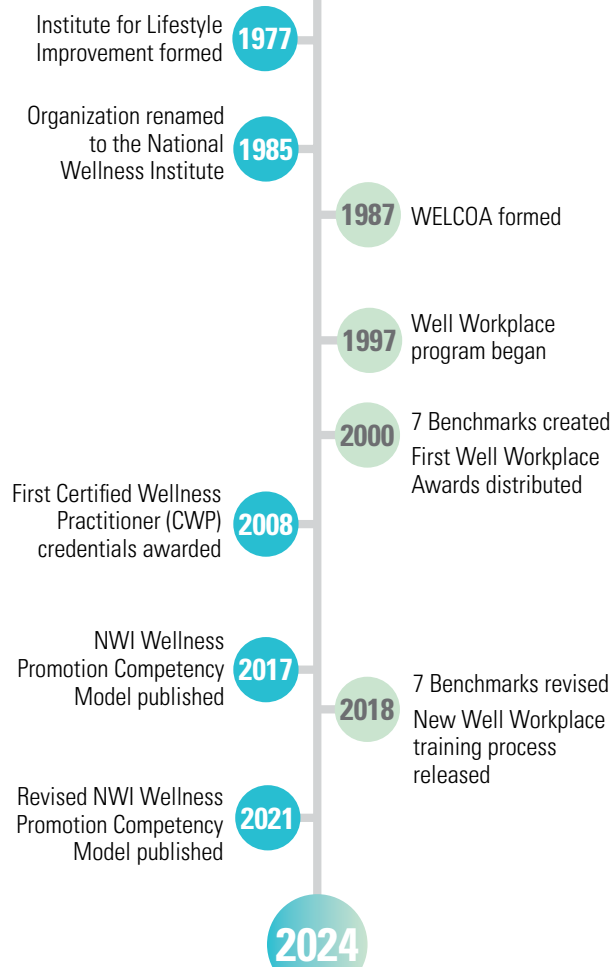 Institute for Lifestyle
Improvement formed
1977
Organization renamed
to the National
Wellness Institute
1985
1987
WELCOA formed
1997
Well Workplace
program began
2000
7 Benchmarks created
First Well Workplace
Awards distributed
First Certified Wellness
Practitioner (CWP)
credentials awarded
2008
NWI Wellness
Promotion Competency
Model published
2017
2018
7 Benchmarks revised
New Well Workplace
training process
released
Revised NWI Wellness
Promotion Competency
Model published
2021
2024